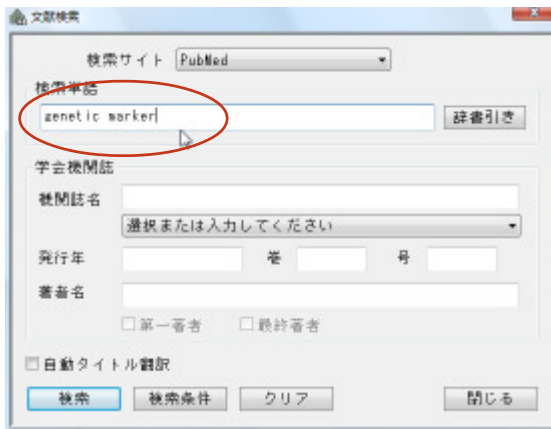 文献検索
検索サイト PubMed
検索単語
genetic marker 辞書引き
学会機関誌
機関誌名
選択または入力してください
発行年 巻 号
著者名
第一著者 最終著者
自動タイトル翻訳
検索 検索条件 クリア 閉じる